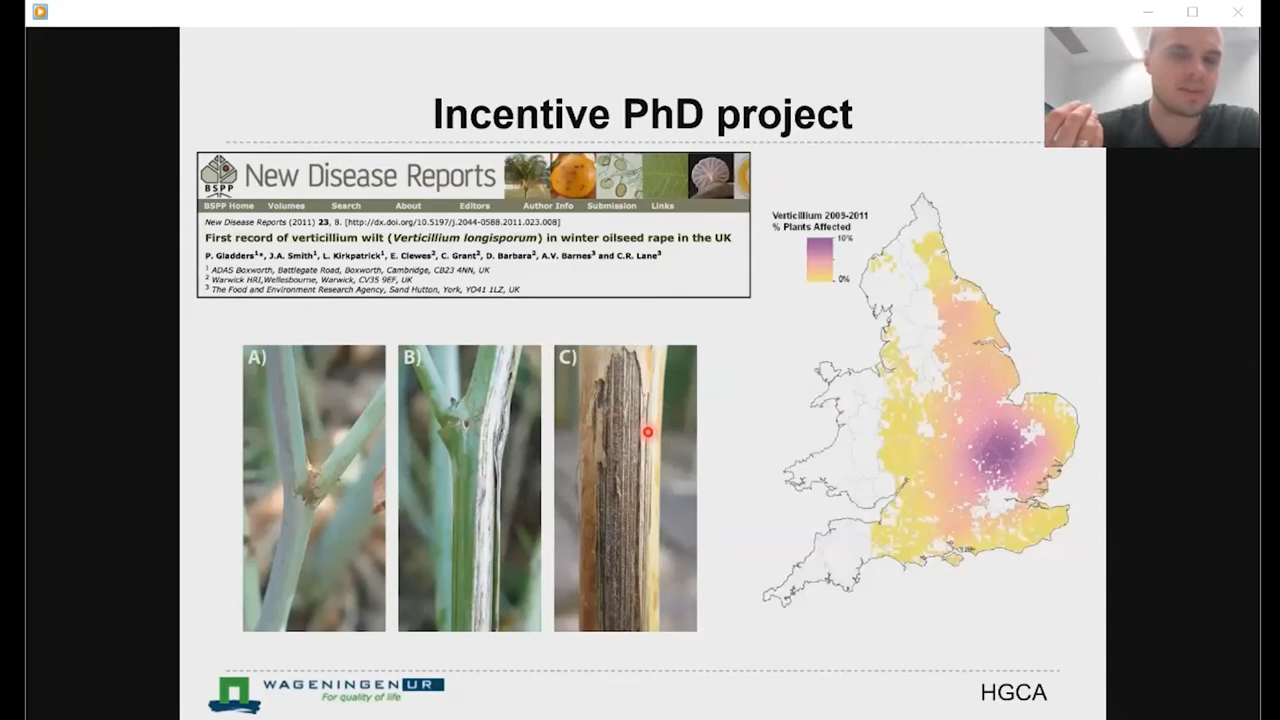 Incentive PhD project
BSPP
New Disease Reports
BSPP Home Volumes Search About Editors Author Info Submission Links
New Disease Reports (2011) 23, 8. [http://dx.doi.org/10.5197/j.2044-0588.2011.023.008]
First record of verticillium wilt (Verticillium longisporum) in winter oilseed rape in the UK
P. Gladders¹*, J.A. Smith¹, L. Kirkpatrick¹, E. Clewes², C. Grant², D. Barbara², A.V. Barnes³ and C.R. Lane³
¹ ADAS Boxworth, Battlegate Road, Boxworth, Cambridge, CB23 4NN, UK
² Warwick HRI,Wellesbourne, Warwick, CV35 9EF, UK
³ The Food and Environment Research Agency, Sand Hutton, York, YO41 1LZ, UK
Verticillium 2009-2011
% Plants Affected
10%
0%
A) B) C)
WAGENINGEN UR
For quality of life
HGCA